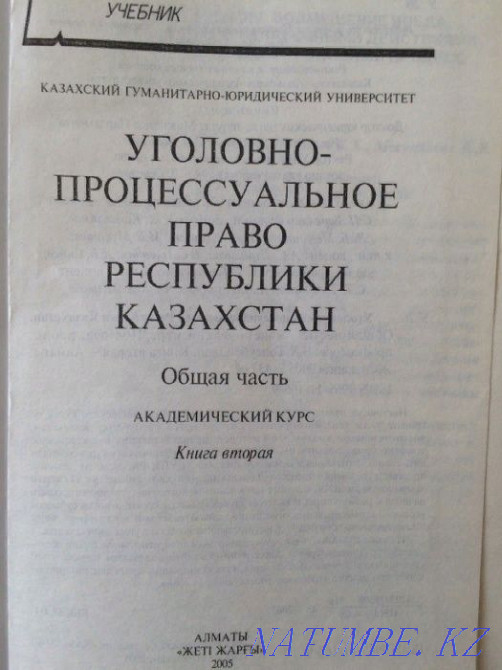 УЧЕБНИК
КАЗАХСКИЙ ГУМАНИТАРНО-ЮРИДИЧЕСКИЙ УНИВЕРСИТЕТ
УГОЛОВНО-
ПРОЦЕССУАЛЬНОЕ
ПРАВО
РЕСПУБЛИКИ
КАЗАХСТАН
Общая часть
АКАДЕМИЧЕСКИЙ КУРС
Книга вторая
АЛМАТЫ
«ЖЕТІ ЖАРҒЫ»
2005
NATUMBE.KZ